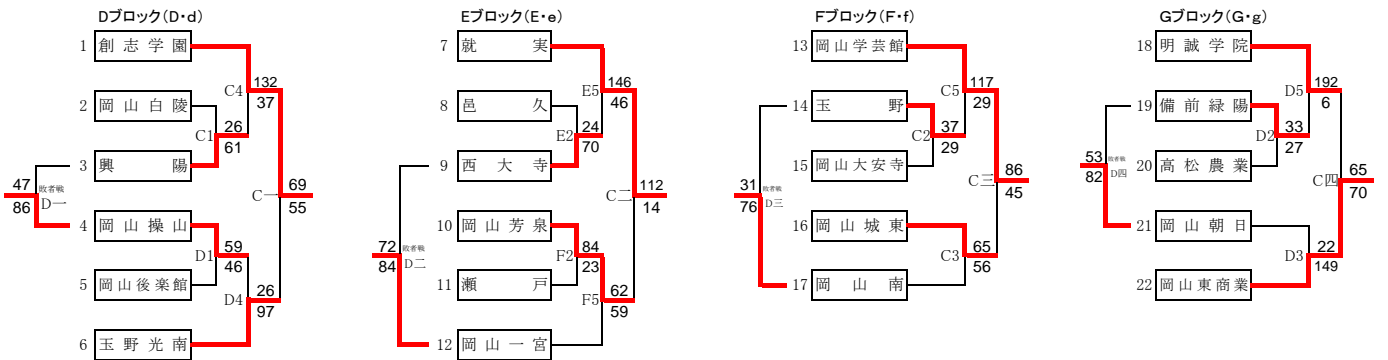 Dブロック(D・d)
1 創志学園
132
C4 37
2 岡山白陵
26
C1 61
3 興陽
47 敗者戦 69
86 D一 C一 55
4 岡山操山
59
D1 46
5 岡山後楽館
26
D4 97
6 玉野光南
Eブロック(E・e)
7 就実
146
E5 46
8 邑久
24
E2 70
9 西大寺
112
C二 14
10 岡山芳泉
72 敗者戦 84
84 D二 F2 23
11 瀬戸
62
F5 59
12 岡山一宮
Fブロック(F・f)
13 岡山学芸館
117
C5 29
14 玉野
37
C2 29
15 岡山大安寺
86
C三 45
31 敗者戦
76 D三
16 岡山城東
65
C3 56
17 岡山南
Gブロック(G・g)
18 明誠学院
192
D5 6
19 備前緑陽
33
D2 27
20 高松農業
53 敗者戦
82 D四
65
C四 70
21 岡山朝日
22
D3 149
22 岡山東商業